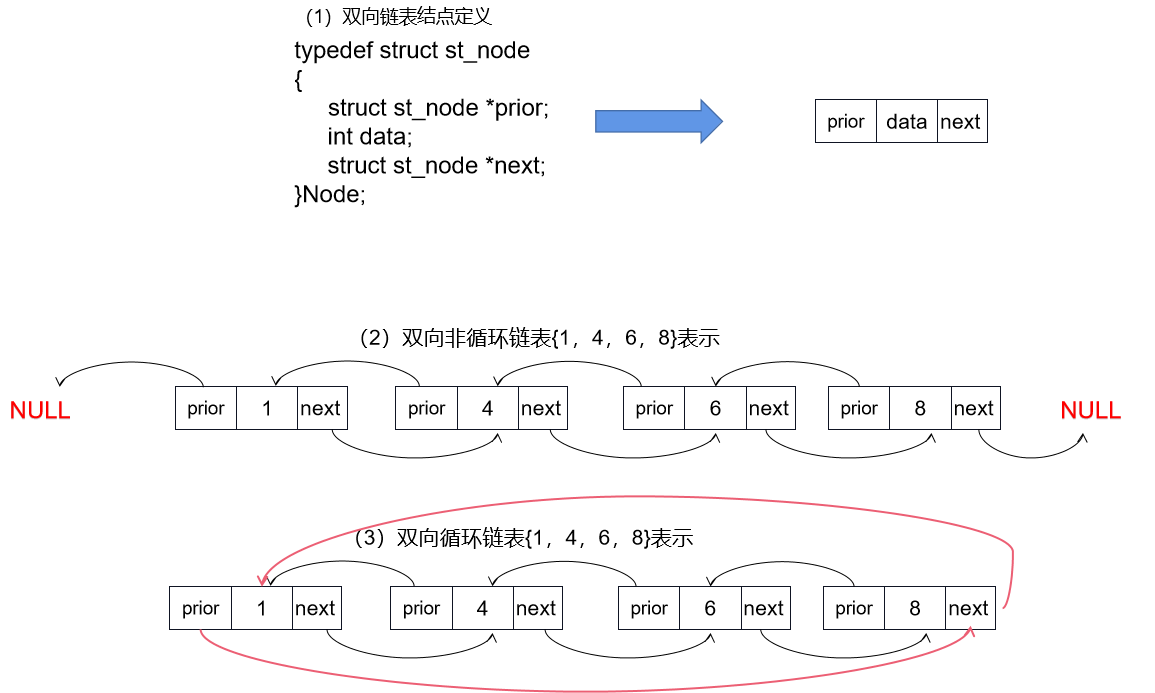 （1）双向链表结点定义
typedef struct st_node
{
struct st_node *prior;
int data;
struct st_node *next;
}Node;
prior data next
（2）双向非循环链表{1，4，6，8}表示
NULL prior 1 next prior 4 next prior 6 next prior 8 next NULL
（3）双向循环链表{1，4，6，8}表示
prior 1 next prior 4 next prior 6 next prior 8 next